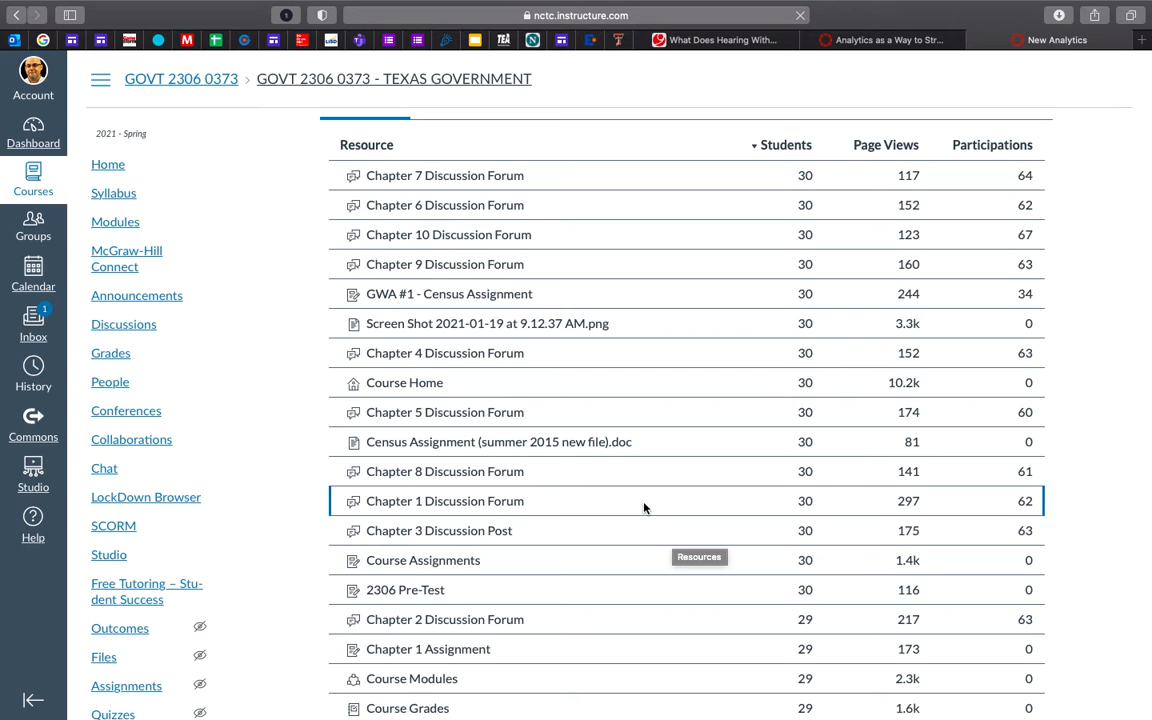 nctc.instructure.com
What Does Hearing With...
Analytics as a Way to Str...
New Analytics
Account
Dashboard
Courses
Groups
Calendar
1
Inbox
History
Commons
Studio
Help
GOVT 2306 0373 › GOVT 2306 0373 - TEXAS GOVERNMENT
2021 - Spring
Home
Syllabus
Modules
McGraw-Hill
Connect
Announcements
Discussions
Grades
People
Conferences
Collaborations
Chat
LockDown Browser
SCORM
Studio
Free Tutoring – Stu-
dent Success
Outcomes
Files
Assignments
Quizzes
Resource Students Page Views Participations
Chapter 7 Discussion Forum 30 117 64
Chapter 6 Discussion Forum 30 152 62
Chapter 10 Discussion Forum 30 123 67
Chapter 9 Discussion Forum 30 160 63
GWA #1 - Census Assignment 30 244 34
Screen Shot 2021-01-19 at 9.12.37 AM.png 30 3.3k 0
Chapter 4 Discussion Forum 30 152 63
Course Home 30 10.2k 0
Chapter 5 Discussion Forum 30 174 60
Census Assignment (summer 2015 new file).doc 30 81 0
Chapter 8 Discussion Forum 30 141 61
Chapter 1 Discussion Forum 30 297 62
Chapter 3 Discussion Post 30 175 63
Resources
Course Assignments 30 1.4k 0
2306 Pre-Test 30 116 0
Chapter 2 Discussion Forum 29 217 63
Chapter 1 Assignment 29 173 0
Course Modules 29 2.3k 0
Course Grades 29 1.6k 0